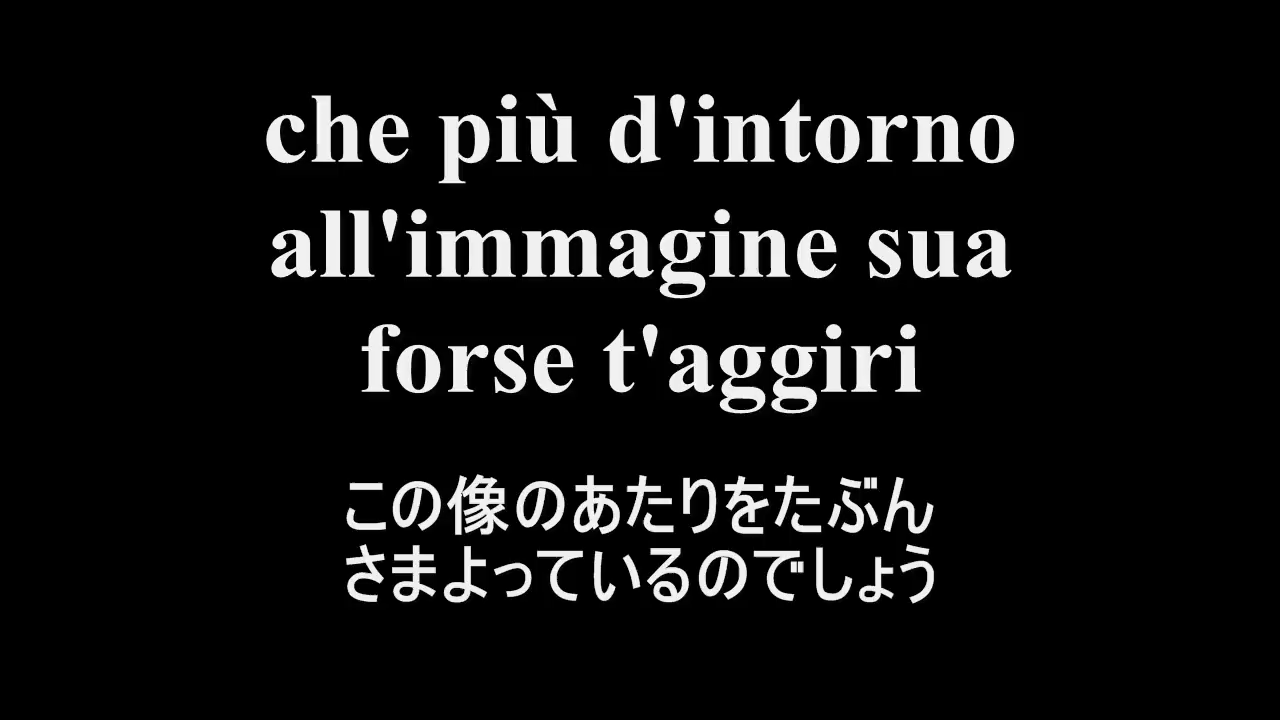 che più d'intorno
all'immagine sua
forse t'aggiri
この像のあたりをたぶん
さまよっているのでしょう